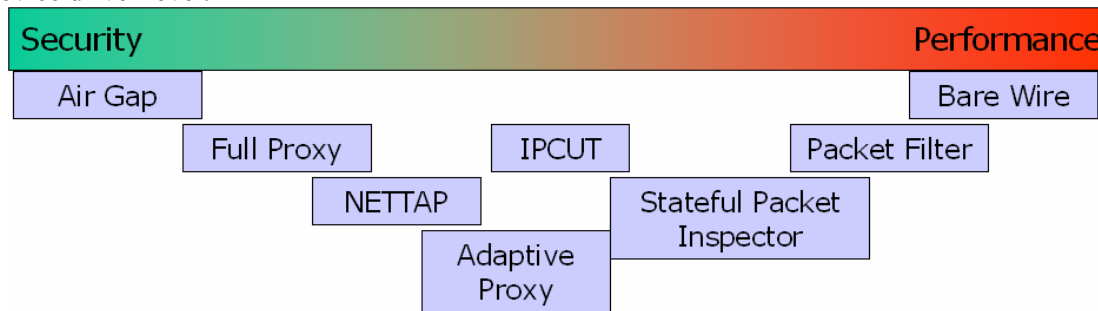 Security Performance
Air Gap Bare Wire
Full Proxy IPCUT Packet Filter
NETTAP Stateful Packet
Inspector
Adaptive
Proxy